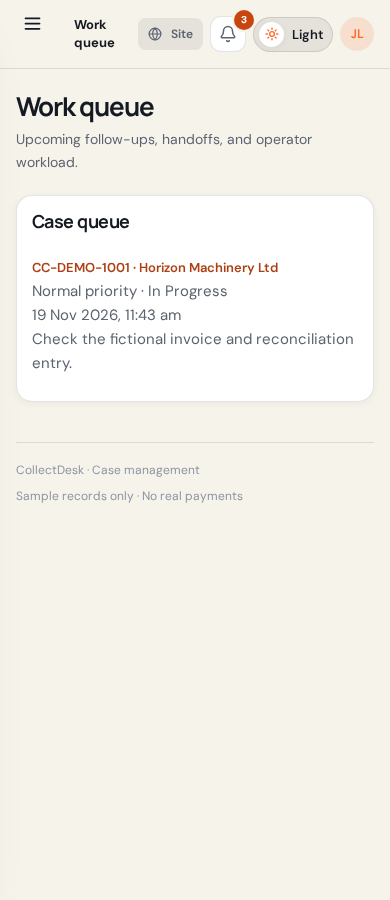 Work
queue
Site
3
Light
JL
Work queue
Upcoming follow-ups, handoffs, and operator
workload.
Case queue
CC-DEMO-1001 · Horizon Machinery Ltd
Normal priority · In Progress
19 Nov 2026, 11:43 am
Check the fictional invoice and reconciliation
entry.
CollectDesk · Case management
Sample records only · No real payments